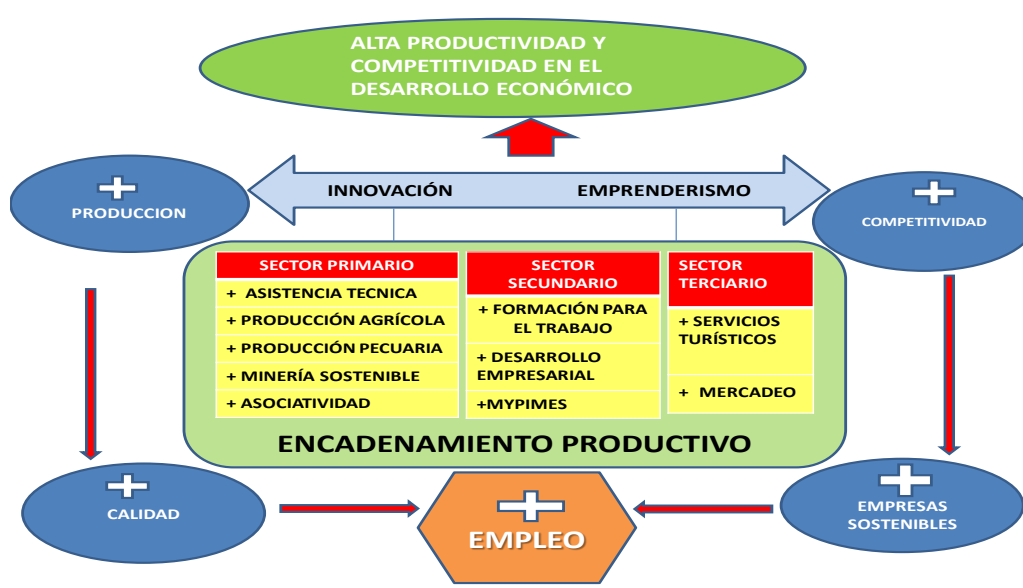 ALTA PRODUCTIVIDAD Y
COMPETITIVIDAD EN EL
DESARROLLO ECONÓMICO
INNOVACIÓN
EMPRENDERISMO
PRODUCCION
COMPETITIVIDAD
SECTOR PRIMARIO
+ ASISTENCIA TECNICA
+ PRODUCCIÓN AGRÍCOLA
+ PRODUCCIÓN PECUARIA
+ MINERÍA SOSTENIBLE
+ ASOCIATIVIDAD
SECTOR
SECUNDARIO
+ FORMACIÓN PARA
EL TRABAJO
+ DESARROLLO
EMPRESARIAL
+MYPIMES
SECTOR
TERCIARIO
+ SERVICIOS
TURÍSTICOS
+ MERCADEO
ENCADENAMIENTO PRODUCTIVO
CALIDAD
EMPLEO
EMPRESAS
SOSTENIBLES